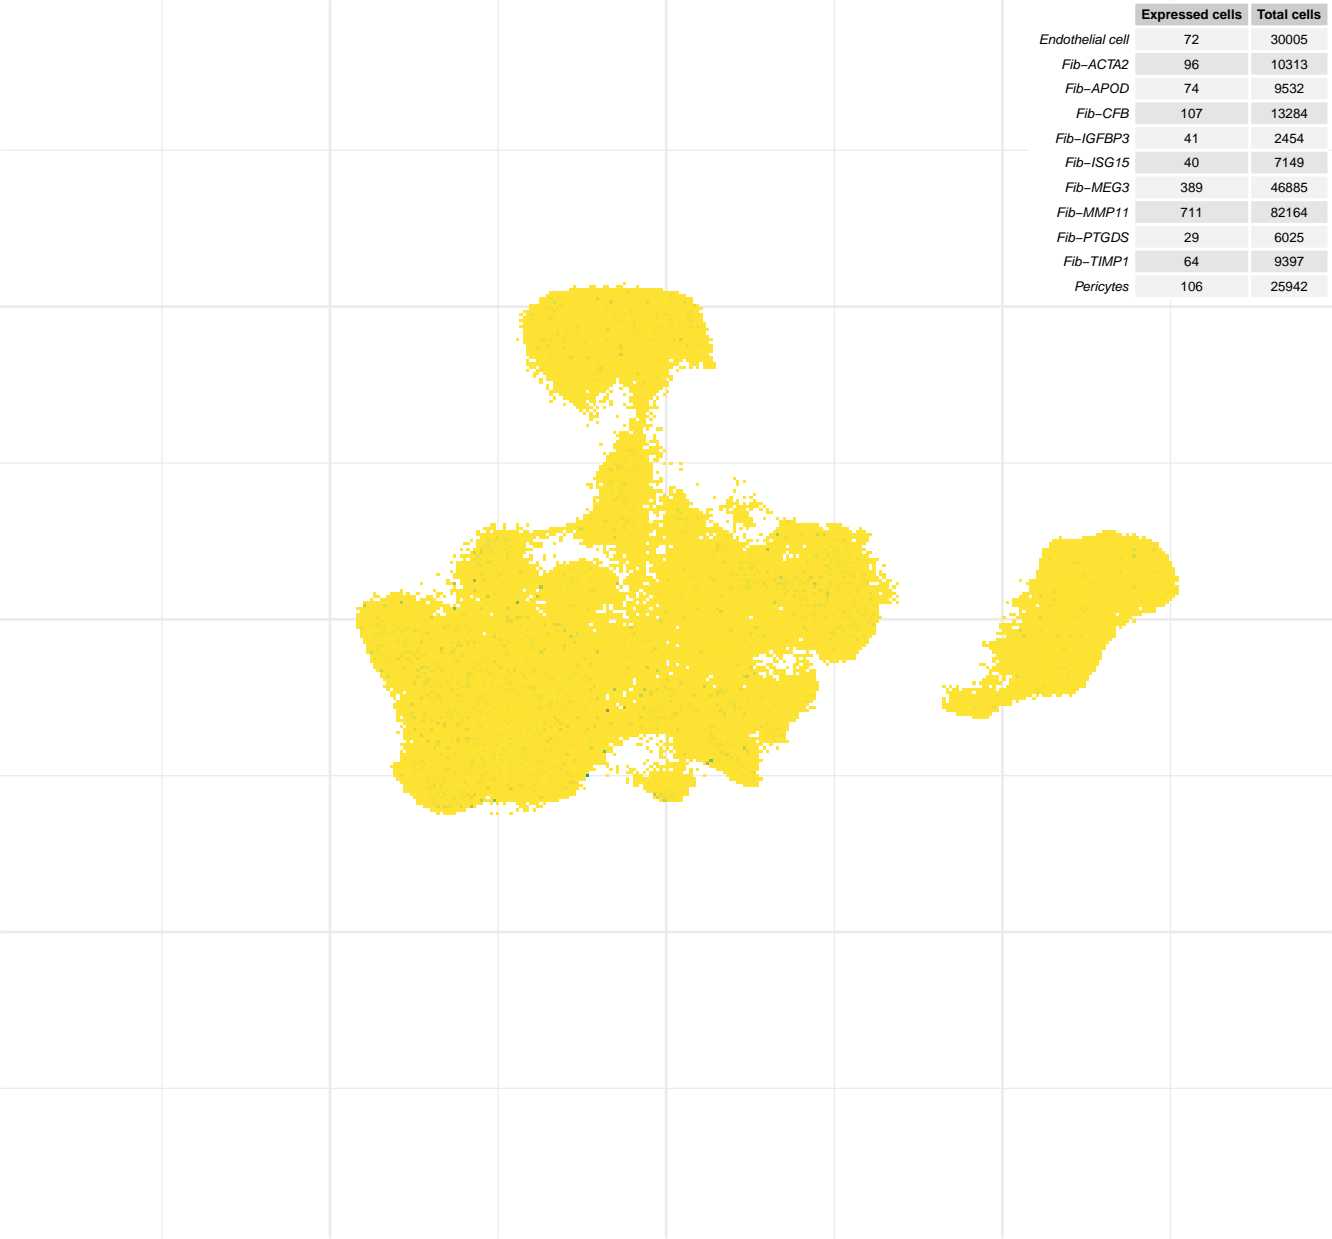 Expressed cells Total cells
Endothelial cell 72 30005
Fib−ACTA2 96 10313
Fib−APOD 74 9532
Fib−CFB 107 13284
Fib−IGFBP3 41 2454
Fib−ISG15 40 7149
Fib−MEG3 389 46885
Fib−MMP11 711 82164
Fib−PTGDS 29 6025
Fib−TIMP1 64 9397
Pericytes 106 25942